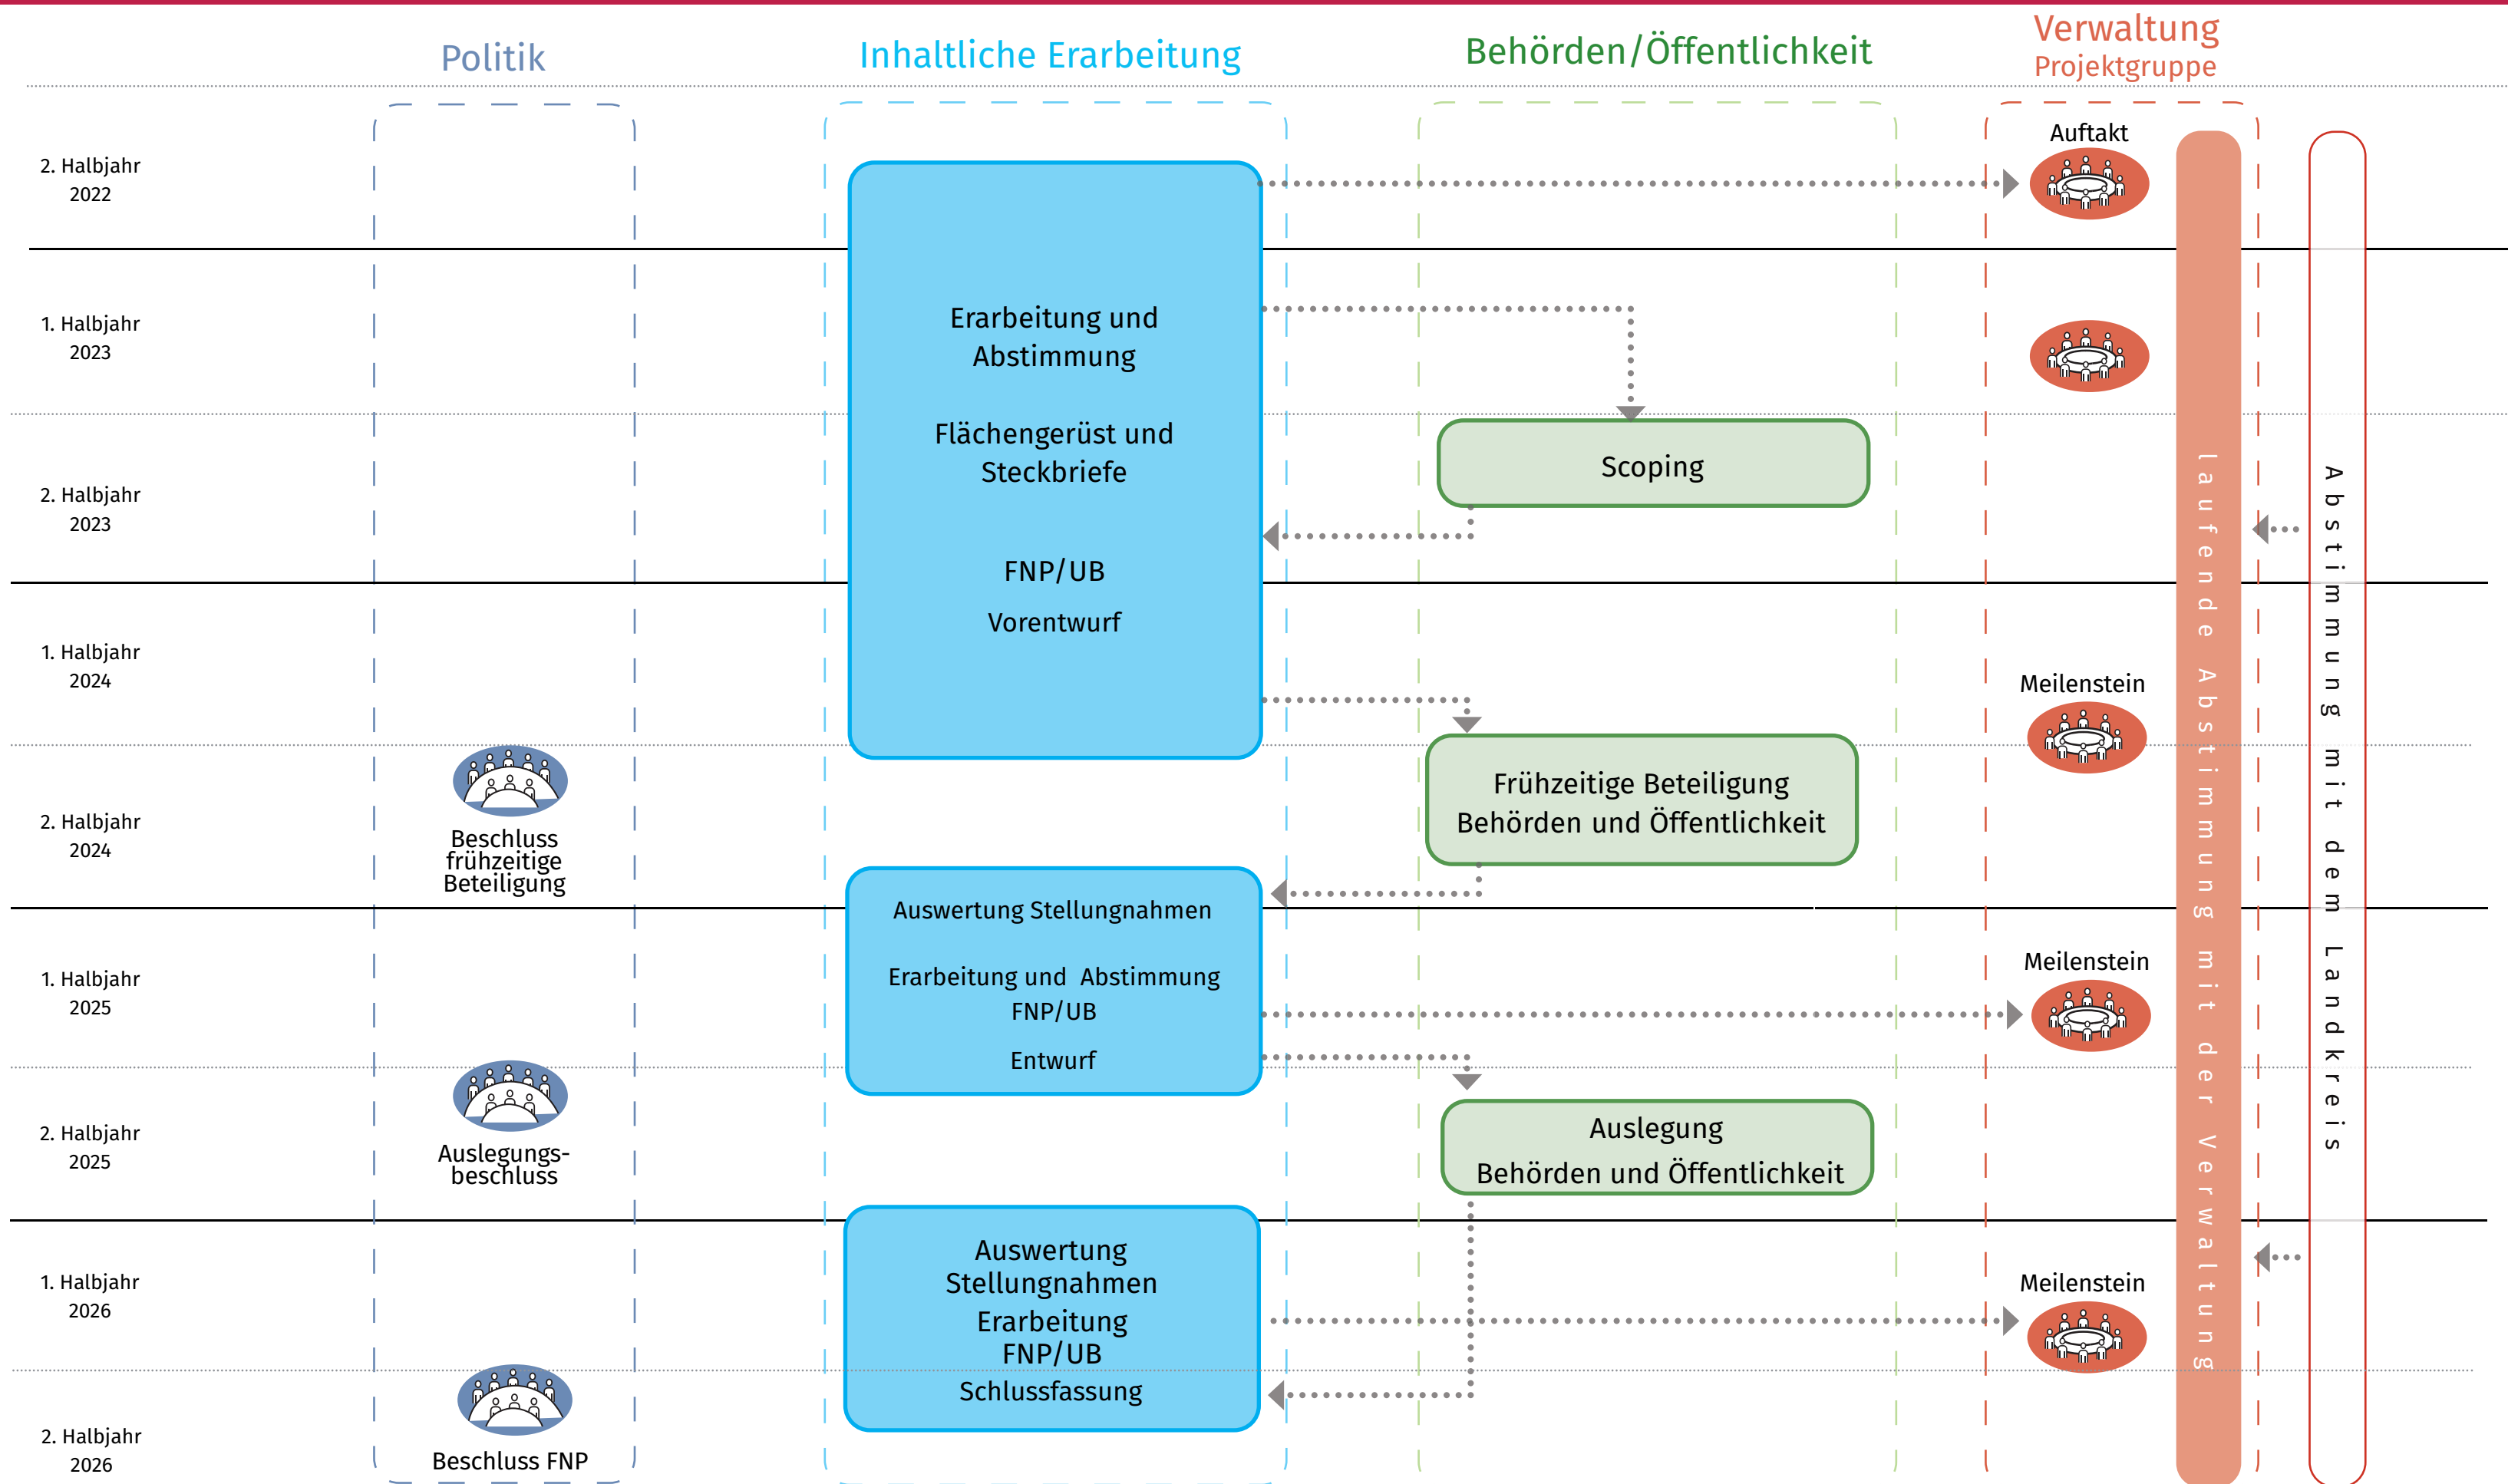 Politik
Inhaltliche Erarbeitung
Behörden/Öffentlichkeit
Verwaltung
Projektgruppe
2. Halbjahr
2022
Auftakt
1. Halbjahr
2023
Erarbeitung und
Abstimmung
Flächengerüst und
Steckbriefe
FNP/UB
Vorentwurf
2. Halbjahr
2023
Scoping
1. Halbjahr
2024
Meilenstein
2. Halbjahr
2024
Beschluss
frühzeitige
Beteiligung
Frühzeitige Beteiligung
Behörden und Öffentlichkeit
Auswertung Stellungnahmen
Erarbeitung und Abstimmung
FNP/UB
Entwurf
1. Halbjahr
2025
Meilenstein
2. Halbjahr
2025
Auslegungs-
beschluss
Auslegung
Behörden und Öffentlichkeit
1. Halbjahr
2026
Auswertung
Stellungnahmen
Erarbeitung
FNP/UB
Schlussfassung
Meilenstein
2. Halbjahr
2026
Beschluss FNP
laufende Abstimmung mit der Verwaltung
Abstimmung mit dem Landkreis